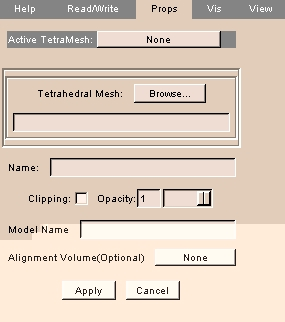 Help Read/Write Props Vis View
Active TetraMesh: None
Tetrahedral Mesh: Browse...
Name:
Clipping: Opacity: 1
Model Name
Alignment Volume(Optional) None
Apply Cancel